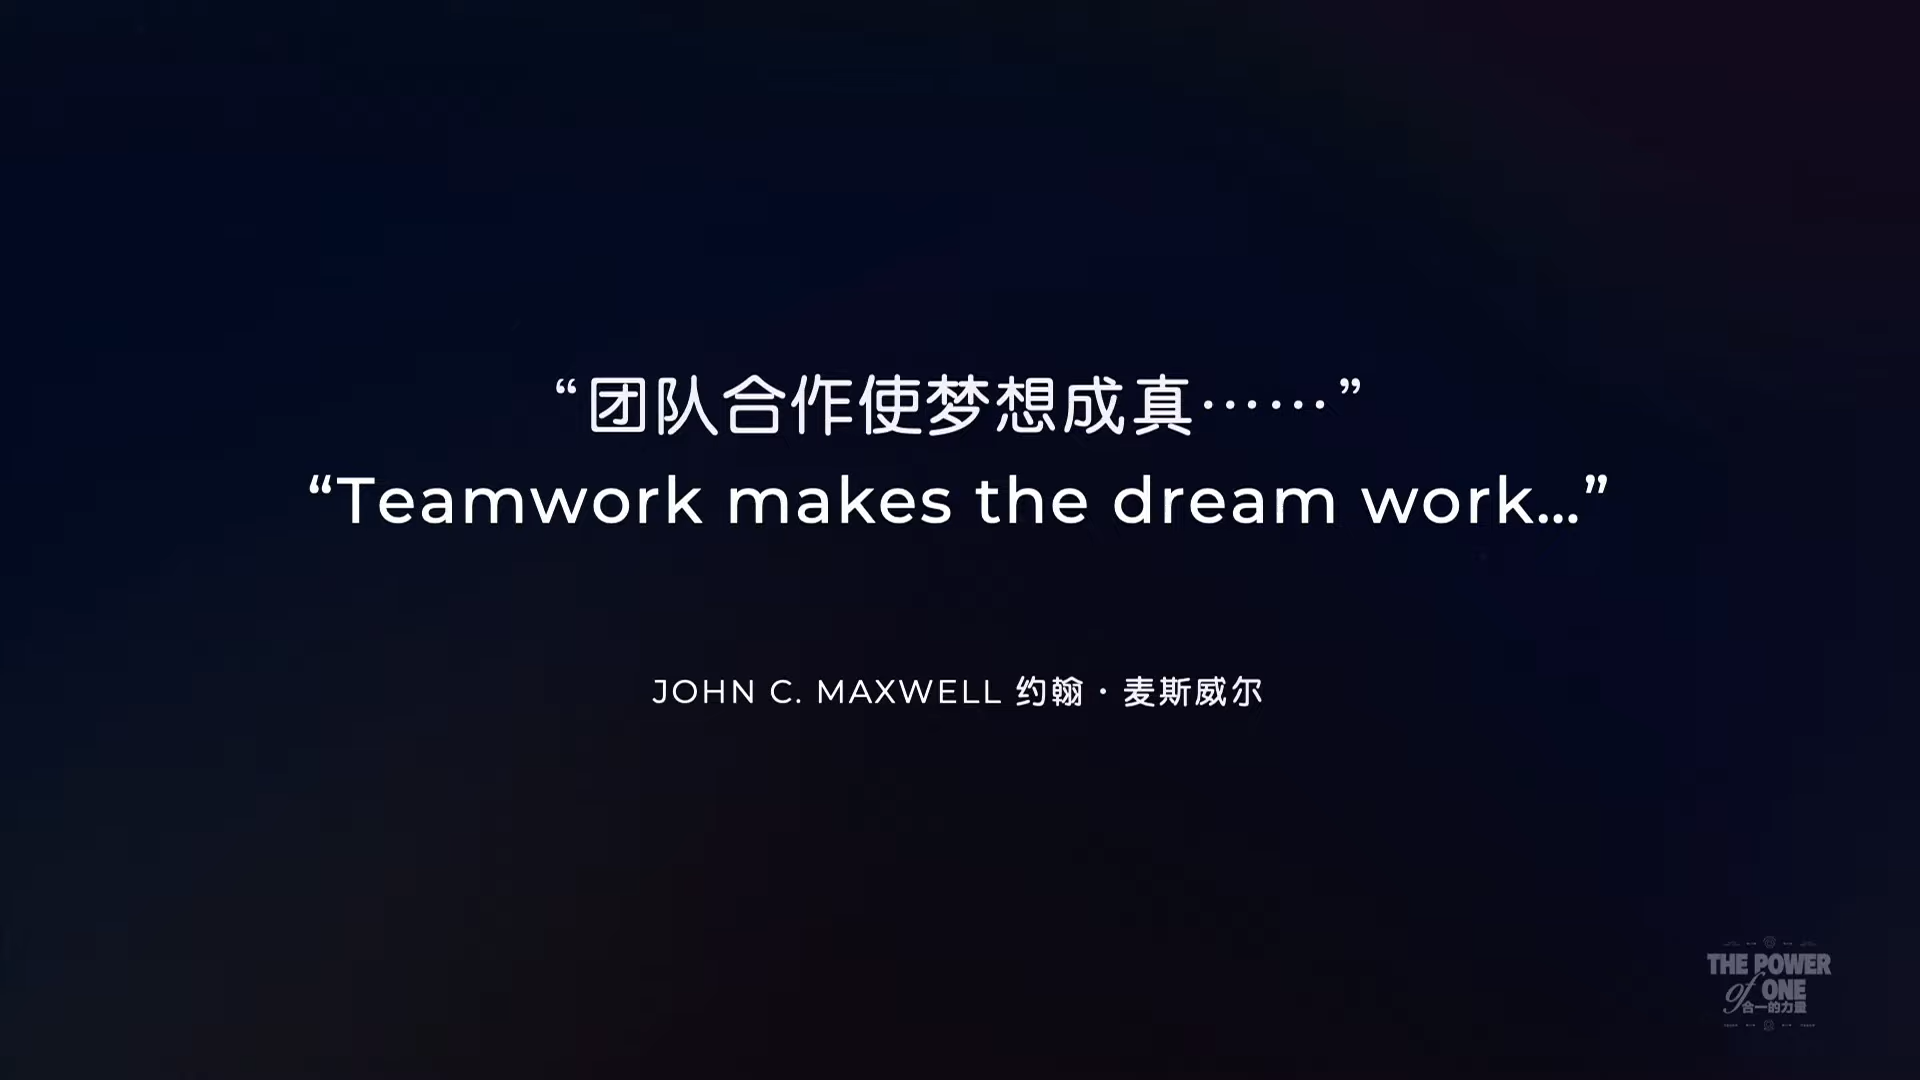 “团队合作使梦想成真……”
“Teamwork makes the dream work...”
JOHN C. MAXWELL 约翰·麦斯威尔
THE POWER
of ONE
合一的力量